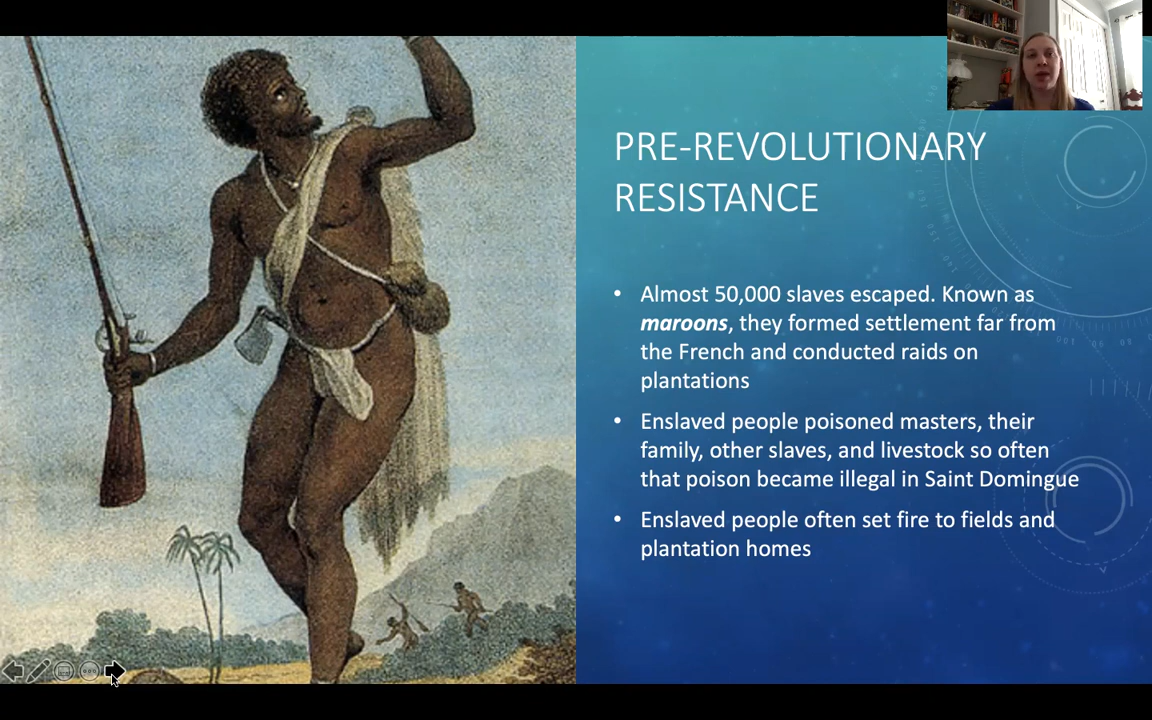 PRE-REVOLUTIONARY
RESISTANCE
• Almost 50,000 slaves escaped. Known as
maroons, they formed settlement far from
the French and conducted raids on
plantations
• Enslaved people poisoned masters, their
family, other slaves, and livestock so often
that poison became illegal in Saint Domingue
• Enslaved people often set fire to fields and
plantation homes